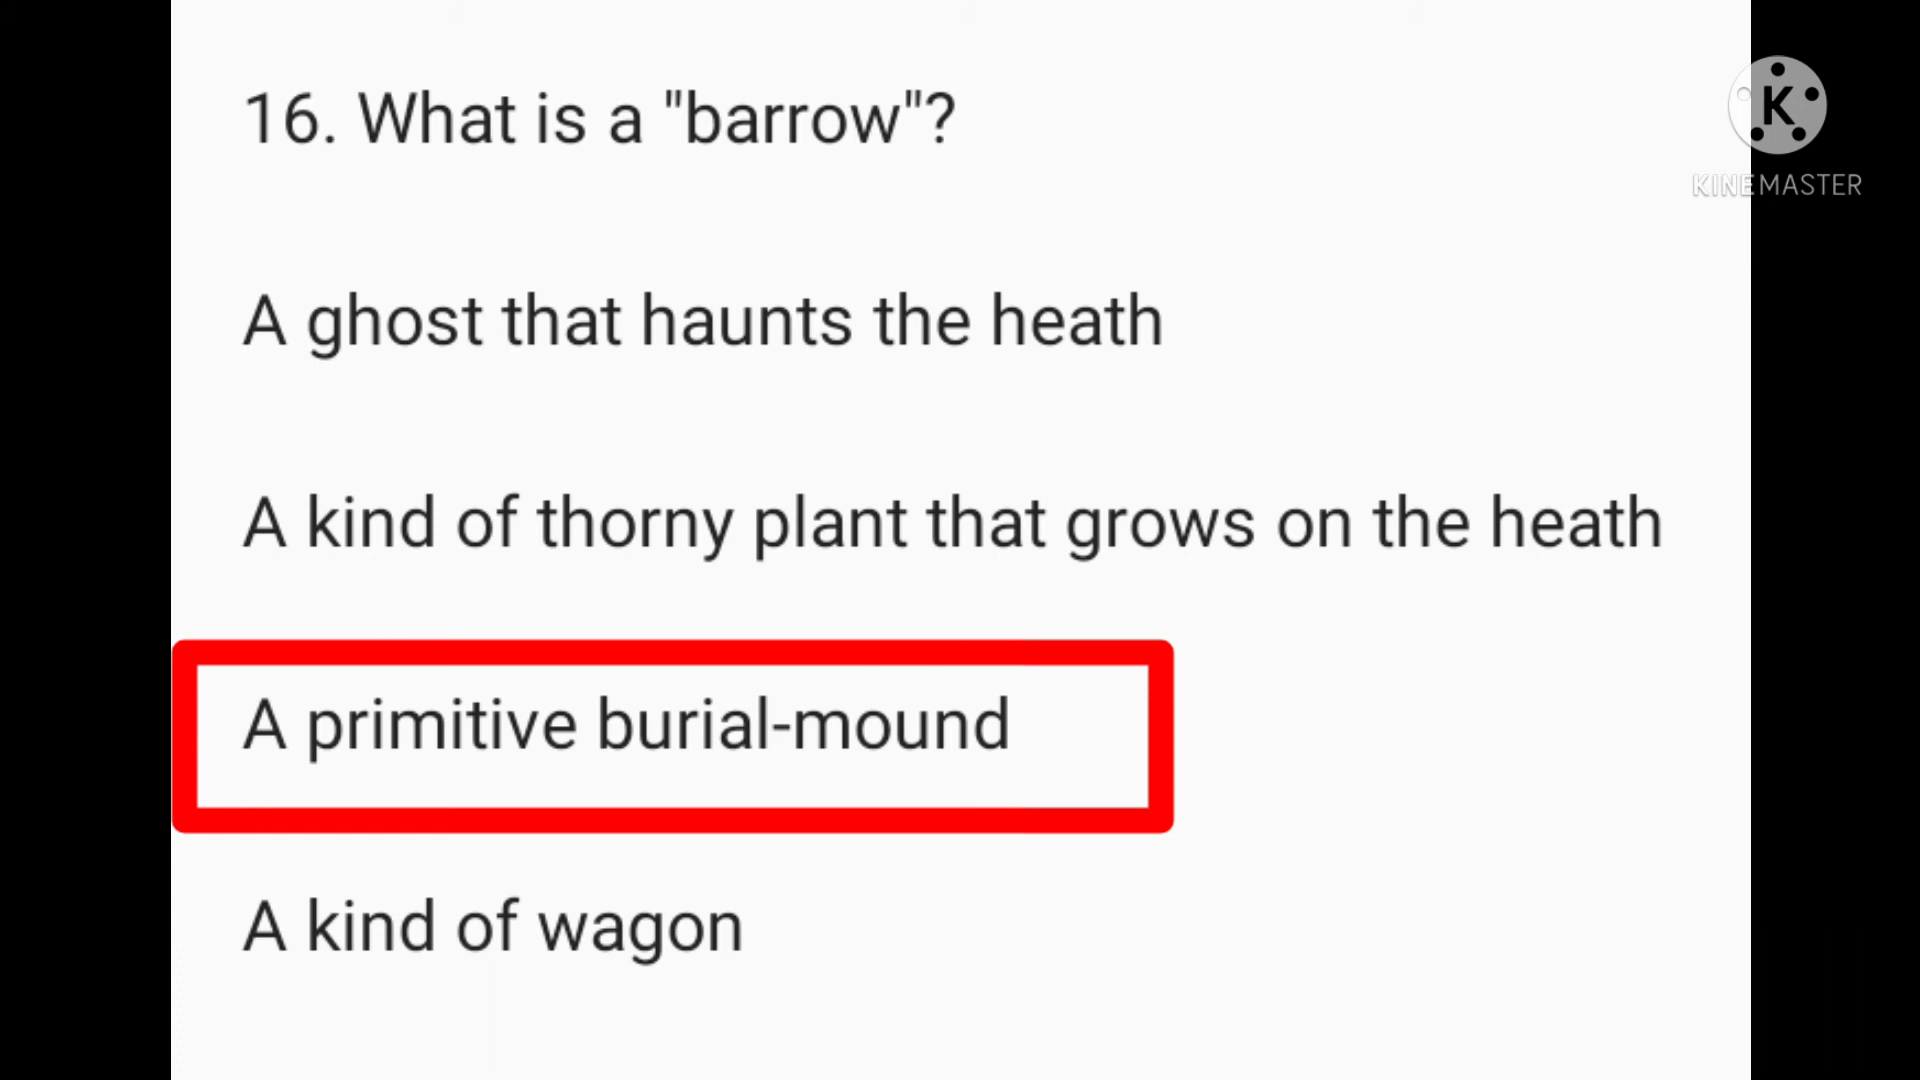 16. What is a "barrow"?
K
KINEMASTER
A ghost that haunts the heath
A kind of thorny plant that grows on the heath
A primitive burial-mound
A kind of wagon